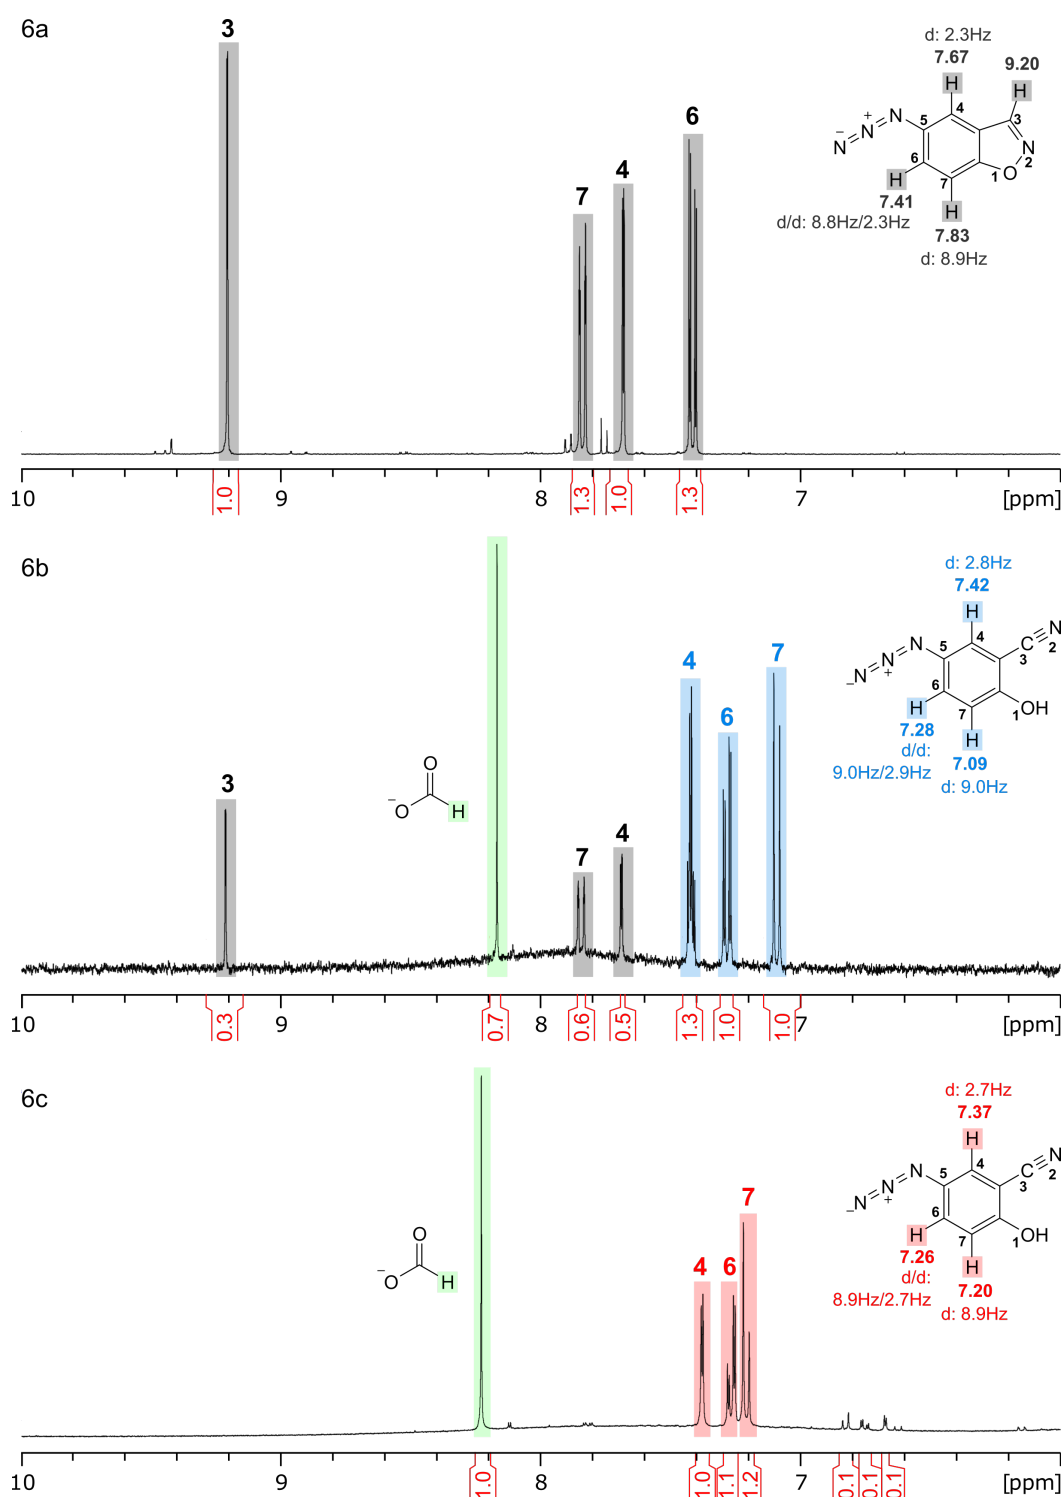 6a
3
7
4
6
d: 2.3Hz
7.67
9.20
H
H
4
3
5
N
+
N
−
N
N
2
6
7
1
O
H
H
7.41
d/d: 8.8Hz/2.3Hz
7.83
d: 8.9Hz
1.0
1.3
1.0
1.3
10
9
8
7
[ppm]
6b
3
7
4
4
6
7
d: 2.8Hz
7.42
H
N
2
C
3
4
5
N
N
+
−
N
6
7
1
OH
H
H
7.28
d/d:
9.0Hz/2.9Hz
7.09
d: 9.0Hz
O
−
O
H
0.3
0.7
0.6
0.5
1.3
1.0
1.0
10
9
8
7
[ppm]
6c
4
6
7
d: 2.7Hz
7.37
H
N
2
C
3
4
5
N
N
+
−
N
6
7
1
OH
H
H
7.26
d/d:
8.9Hz/2.7Hz
7.20
d: 8.9Hz
O
−
O
H
1.0
1.0
1.1
1.2
0.1
0.1
0.1
10
9
8
7
[ppm]